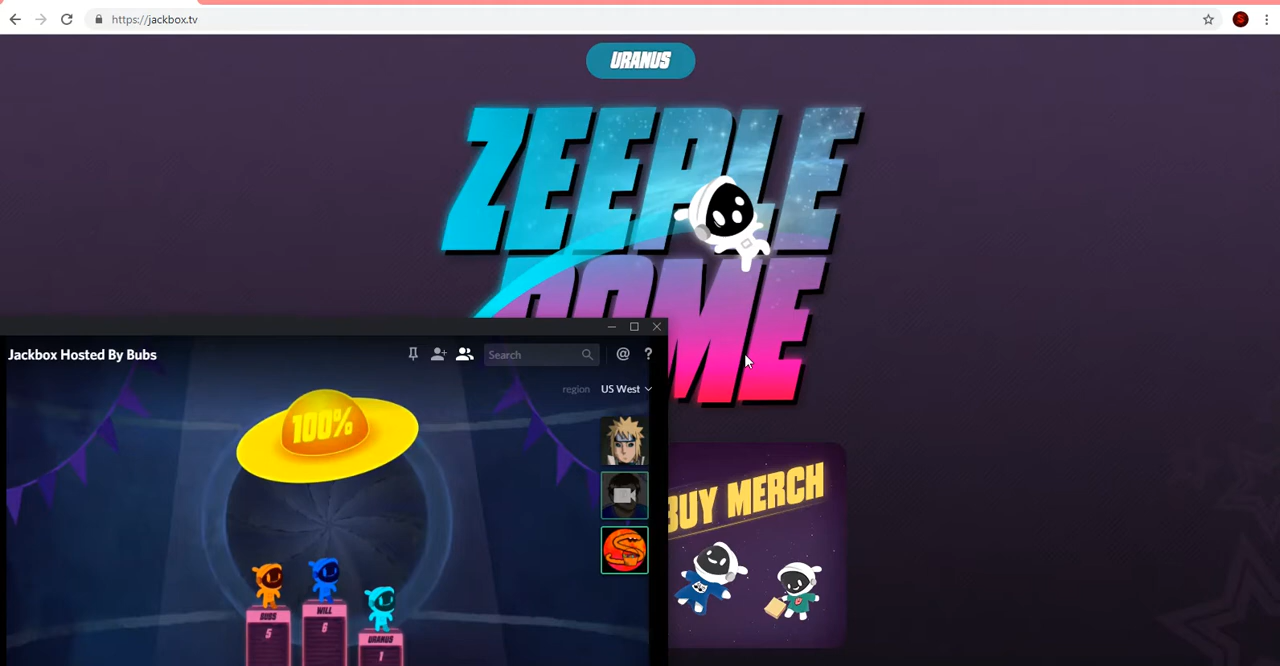 https://jackbox.tv
URANUS
ZEEPLE
DOME
Jackbox Hosted By Bubs
Search
@
?
region
US West
100%
BUBS
5
WILL
6
URANUS
1
BUY MERCH